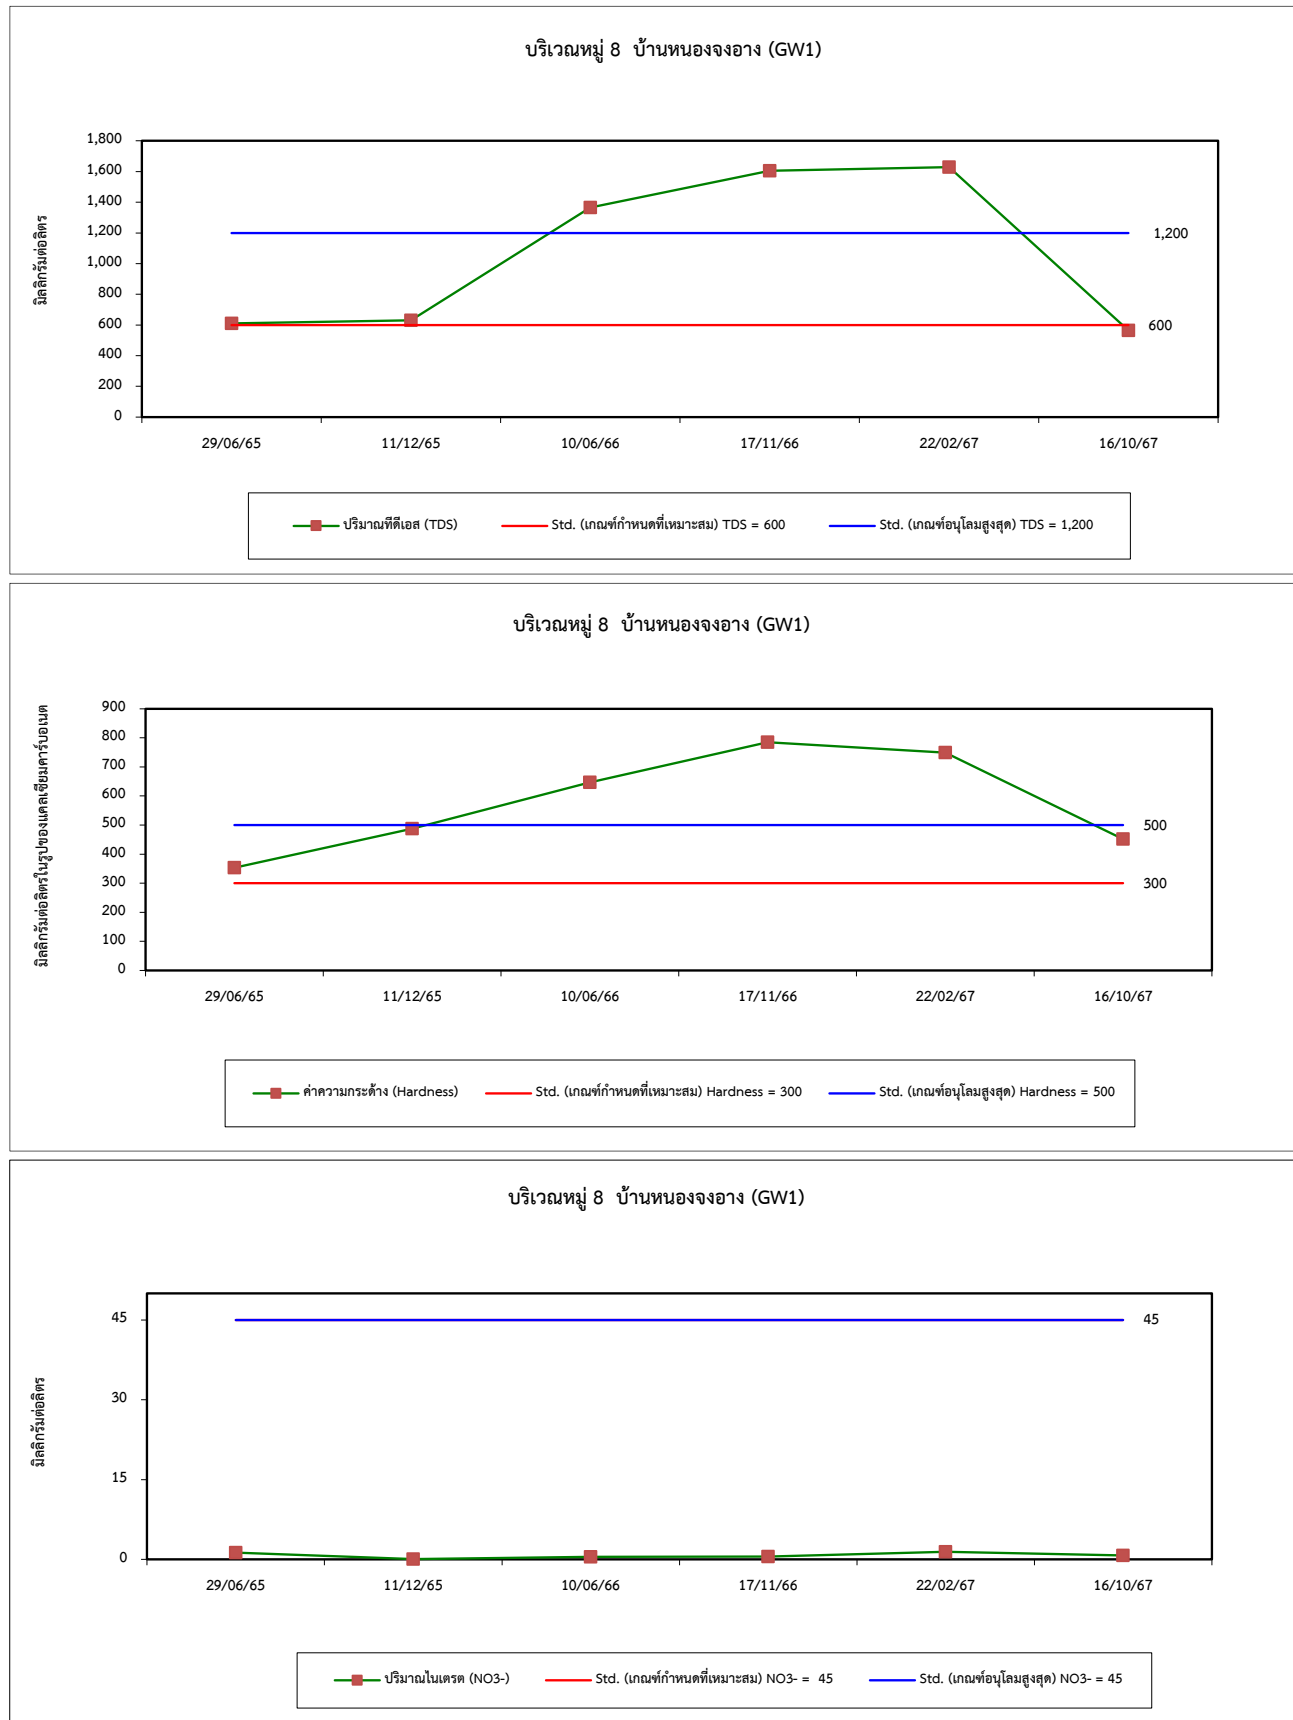 บริเวณหมู่ 8  บ้านหนองจงอาง (GW1)
มิลลิกรัมต่อลิตร
1,800
1,600
1,400
1,200
1,000
800
600
400
200
0
1,200
600
29/06/65 11/12/65 10/06/66 17/11/66 22/02/67 16/10/67
ปริมาณทีดีเอส (TDS) Std. (เกณฑ์กำหนดที่เหมาะสม) TDS = 600 Std. (เกณฑ์อนุโลมสูงสุด) TDS = 1,200
บริเวณหมู่ 8  บ้านหนองจงอาง (GW1)
มิลลิกรัมต่อลิตรในรูปของแคลเซียมคาร์บอเนต
900
800
700
600
500
400
300
200
100
0
500
300
29/06/65 11/12/65 10/06/66 17/11/66 22/02/67 16/10/67
ค่าความกระด้าง (Hardness) Std. (เกณฑ์กำหนดที่เหมาะสม) Hardness = 300 Std. (เกณฑ์อนุโลมสูงสุด) Hardness = 500
บริเวณหมู่ 8  บ้านหนองจงอาง (GW1)
มิลลิกรัมต่อลิตร
45
30
15
0
45
29/06/65 11/12/65 10/06/66 17/11/66 22/02/67 16/10/67
ปริมาณไนเตรต (NO3-) Std. (เกณฑ์กำหนดที่เหมาะสม) NO3- =  45 Std. (เกณฑ์อนุโลมสูงสุด) NO3- = 45